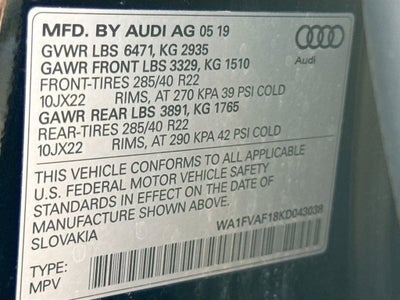 MFD. BY AUDI AG 05 19
GVWR LBS 6471, KG 2935
GAWR FRONT LBS 3329, KG 1510
FRONT-TIRES 285/40 R22
10JX22 RIMS, AT 270 KPA 39 PSI COLD
GAWR REAR LBS 3891, KG 1765
REAR-TIRES 285/40 R22
10JX22 RIMS, AT 290 KPA 42 PSI COLD
Audi
THIS VEHICLE CONFORMS TO ALL APPLICABLE
U.S. FEDERAL MOTOR VEHICLE SAFETY
STANDARDS IN EFFECT ON THE DATE OF
MANUFACTURE SHOWN ABOVE
SLOVAKIA
WA1FVAF18KD043038
TYPE:
MPV